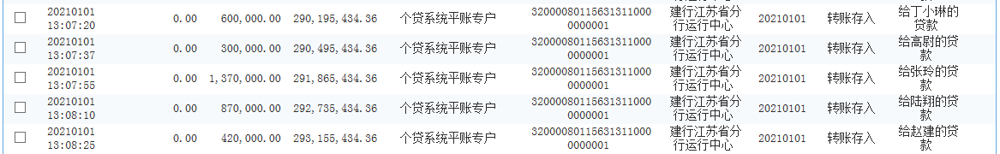 20210101 13:07:20 0.00 600,000.00 290,195,434.36 个贷系统平账专户 32000080115631311000 0000001 建行江苏省分行运行中心 20210101 转账存入 给丁小琳的贷款
20210101 13:07:37 0.00 300,000.00 290,495,434.36 个贷系统平账专户 32000080115631311000 0000001 建行江苏省分行运行中心 20210101 转账存入 给高尉的贷款
20210101 13:07:55 0.00 1,370,000.00 291,865,434.36 个贷系统平账专户 32000080115631311000 0000001 建行江苏省分行运行中心 20210101 转账存入 给张玲的贷款
20210101 13:08:10 0.00 870,000.00 292,735,434.36 个贷系统平账专户 32000080115631311000 0000001 建行江苏省分行运行中心 20210101 转账存入 给陆翔的贷款
20210101 13:08:25 0.00 420,000.00 293,155,434.36 个贷系统平账专户 32000080115631311000 0000001 建行江苏省分行运行中心 20210101 转账存入 给赵建的贷款